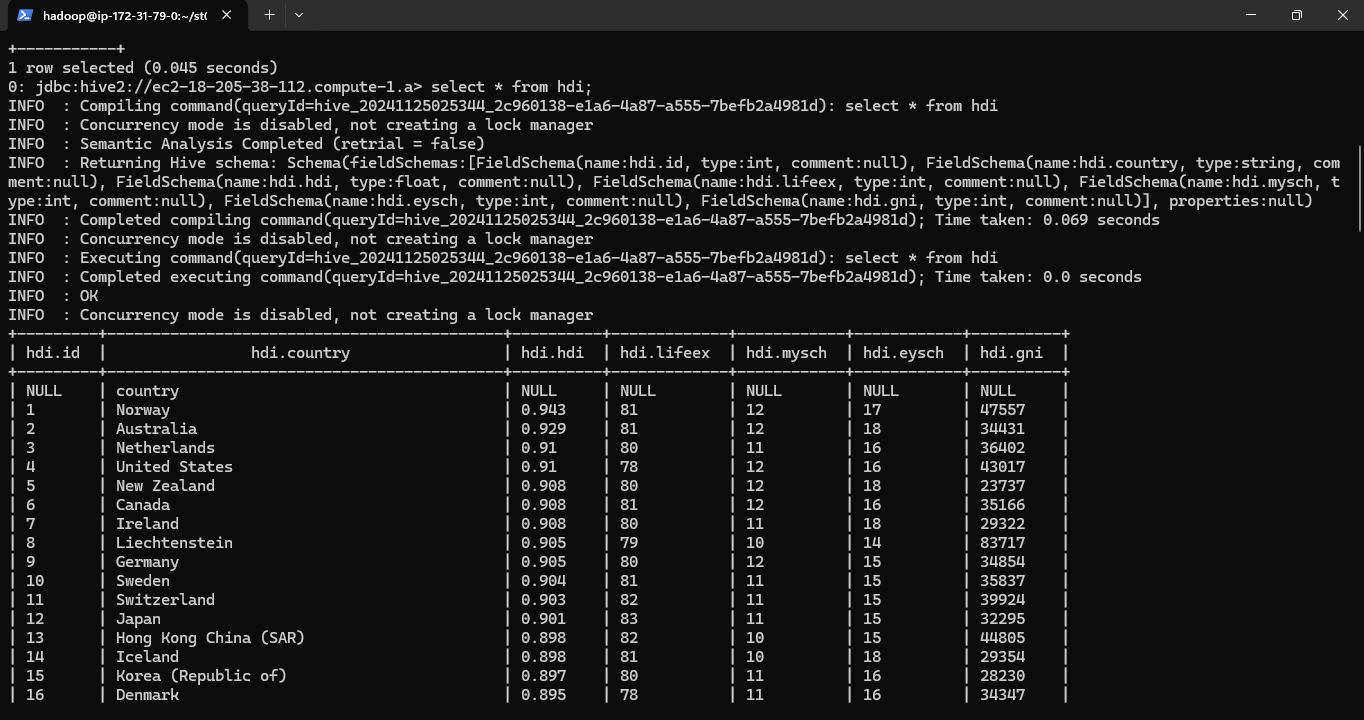 hadoop@ip-172-31-79-0:~/st(
+-----------+
1 row selected (0.045 seconds)
0: jdbc:hive2://ec2-18-205-38-112.compute-1.a> select * from hdi;
INFO  : Compiling command(queryId=hive_20241125025344_2c960138-e1a6-4a87-a555-7befb2a4981d): select * from hdi
INFO  : Concurrency mode is disabled, not creating a lock manager
INFO  : Semantic Analysis Completed (retrial = false)
INFO  : Returning Hive schema: Schema(fieldSchemas:[FieldSchema(name:hdi.id, type:int, comment:null), FieldSchema(name:hdi.country, type:string, com
ment:null), FieldSchema(name:hdi.hdi, type:float, comment:null), FieldSchema(name:hdi.lifeex, type:int, comment:null), FieldSchema(name:hdi.mysch, t
ype:int, comment:null), FieldSchema(name:hdi.eysch, type:int, comment:null), FieldSchema(name:hdi.gni, type:int, comment:null)], properties:null)
INFO  : Completed compiling command(queryId=hive_20241125025344_2c960138-e1a6-4a87-a555-7befb2a4981d); Time taken: 0.069 seconds
INFO  : Concurrency mode is disabled, not creating a lock manager
INFO  : Executing command(queryId=hive_20241125025344_2c960138-e1a6-4a87-a555-7befb2a4981d): select * from hdi
INFO  : Completed executing command(queryId=hive_20241125025344_2c960138-e1a6-4a87-a555-7befb2a4981d); Time taken: 0.0 seconds
INFO  : OK
INFO  : Concurrency mode is disabled, not creating a lock manager
+---------+--------------------------------------------+----------+-------------+------------+------------+----------+
| hdi.id | hdi.country | hdi.hdi | hdi.lifeex | hdi.mysch | hdi.eysch | hdi.gni |
+---------+--------------------------------------------+----------+-------------+------------+------------+----------+
| NULL | country | NULL | NULL | NULL | NULL | NULL |
| 1 | Norway | 0.943 | 81 | 12 | 17 | 47557 |
| 2 | Australia | 0.929 | 81 | 12 | 18 | 34431 |
| 3 | Netherlands | 0.91 | 80 | 11 | 16 | 36402 |
| 4 | United States | 0.91 | 78 | 12 | 16 | 43017 |
| 5 | New Zealand | 0.908 | 80 | 12 | 18 | 23737 |
| 6 | Canada | 0.908 | 81 | 12 | 16 | 35166 |
| 7 | Ireland | 0.908 | 80 | 11 | 18 | 29322 |
| 8 | Liechtenstein | 0.905 | 79 | 10 | 14 | 83717 |
| 9 | Germany | 0.905 | 80 | 12 | 15 | 34854 |
| 10 | Sweden | 0.904 | 81 | 11 | 15 | 35837 |
| 11 | Switzerland | 0.903 | 82 | 11 | 15 | 39924 |
| 12 | Japan | 0.901 | 83 | 11 | 15 | 32295 |
| 13 | Hong Kong China (SAR) | 0.898 | 82 | 10 | 15 | 44805 |
| 14 | Iceland | 0.898 | 81 | 10 | 18 | 29354 |
| 15 | Korea (Republic of) | 0.897 | 80 | 11 | 16 | 28230 |
| 16 | Denmark | 0.895 | 78 | 11 | 16 | 34347 |